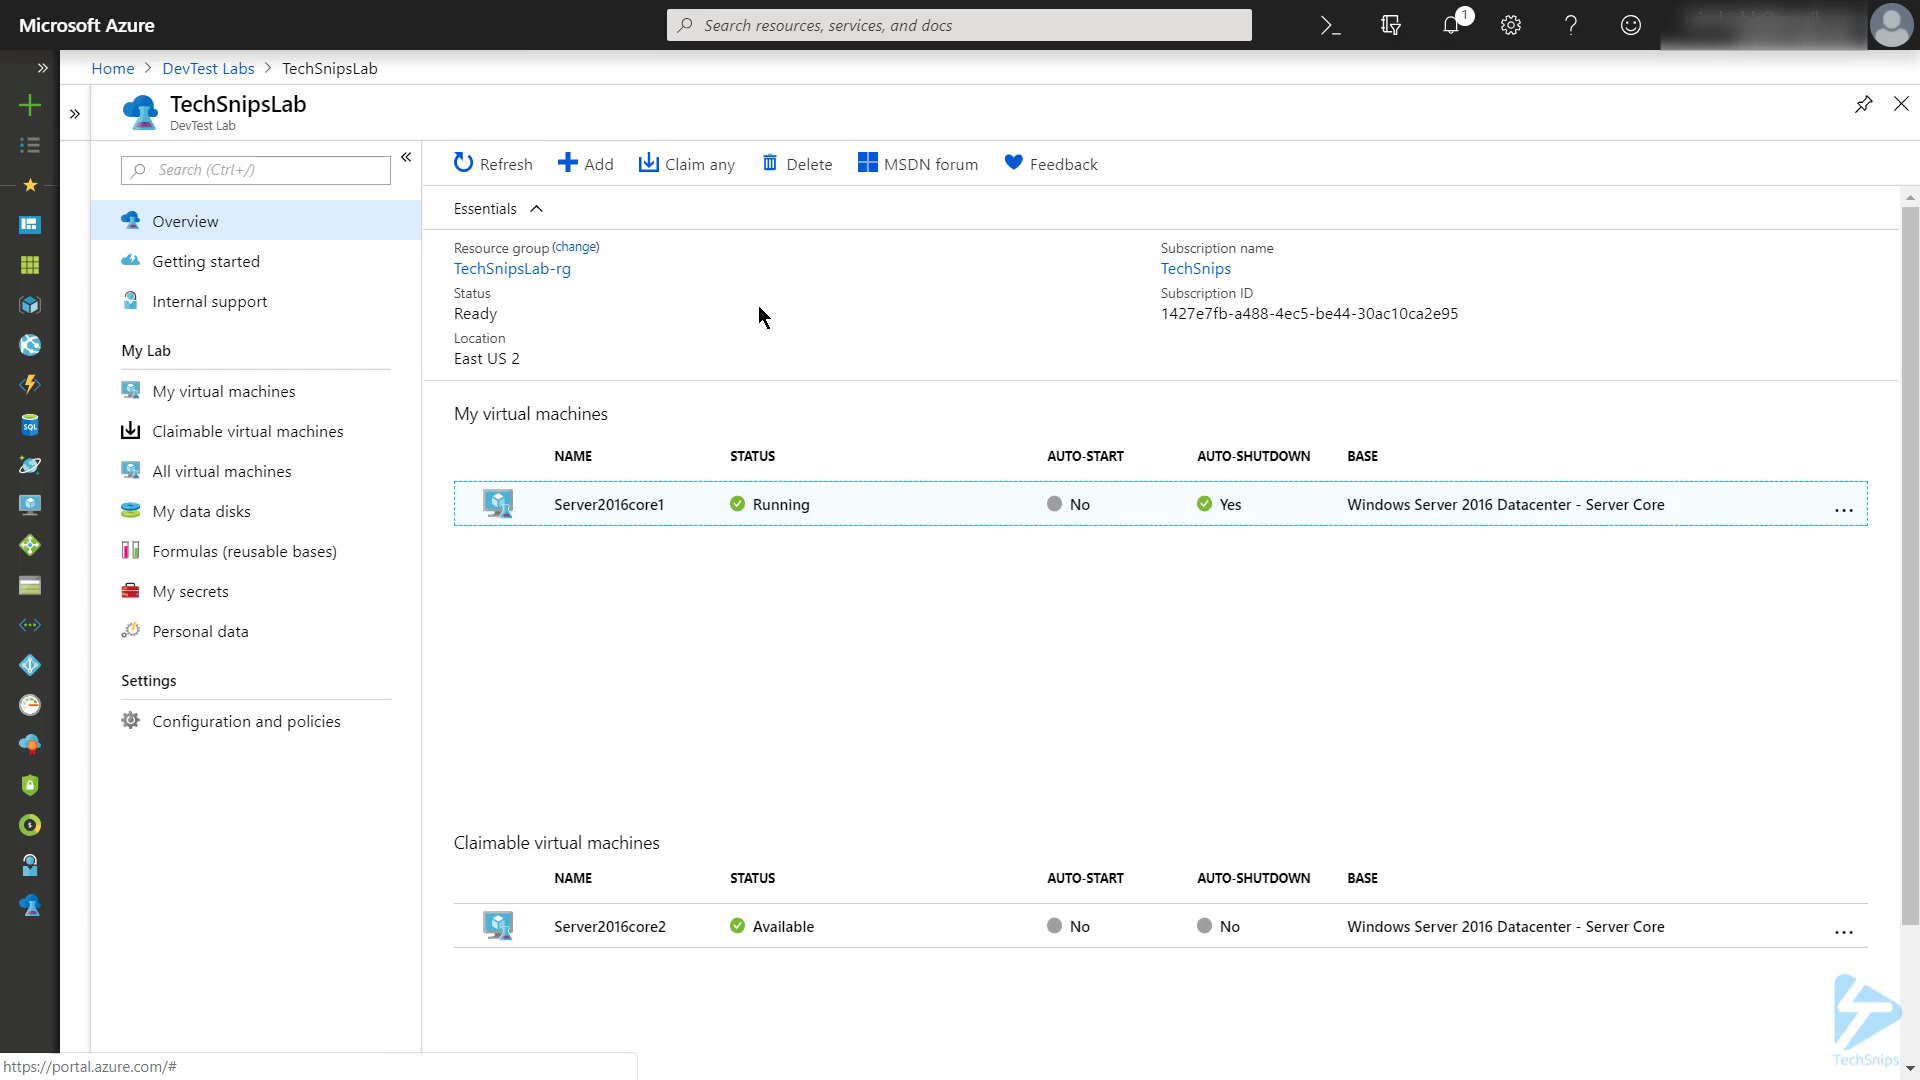 Microsoft Azure
Search resources, services, and docs
1
Home > DevTest Labs > TechSnipsLab
TechSnipsLab
DevTest Lab
Search (Ctrl+/)
Overview
Getting started
Internal support
My Lab
My virtual machines
Claimable virtual machines
All virtual machines
My data disks
Formulas (reusable bases)
My secrets
Personal data
Settings
Configuration and policies
Refresh Add Claim any Delete MSDN forum Feedback
Essentials
Resource group (change)
TechSnipsLab-rg
Status
Ready
Location
East US 2
Subscription name
TechSnips
Subscription ID
1427e7fb-a488-4ec5-be44-30ac10ca2e95
My virtual machines
NAME STATUS AUTO-START AUTO-SHUTDOWN BASE
Server2016core1 Running No Yes Windows Server 2016 Datacenter - Server Core ...
Claimable virtual machines
NAME STATUS AUTO-START AUTO-SHUTDOWN BASE
Server2016core2 Available No No Windows Server 2016 Datacenter - Server Core ...
TechSnips
https://portal.azure.com/#